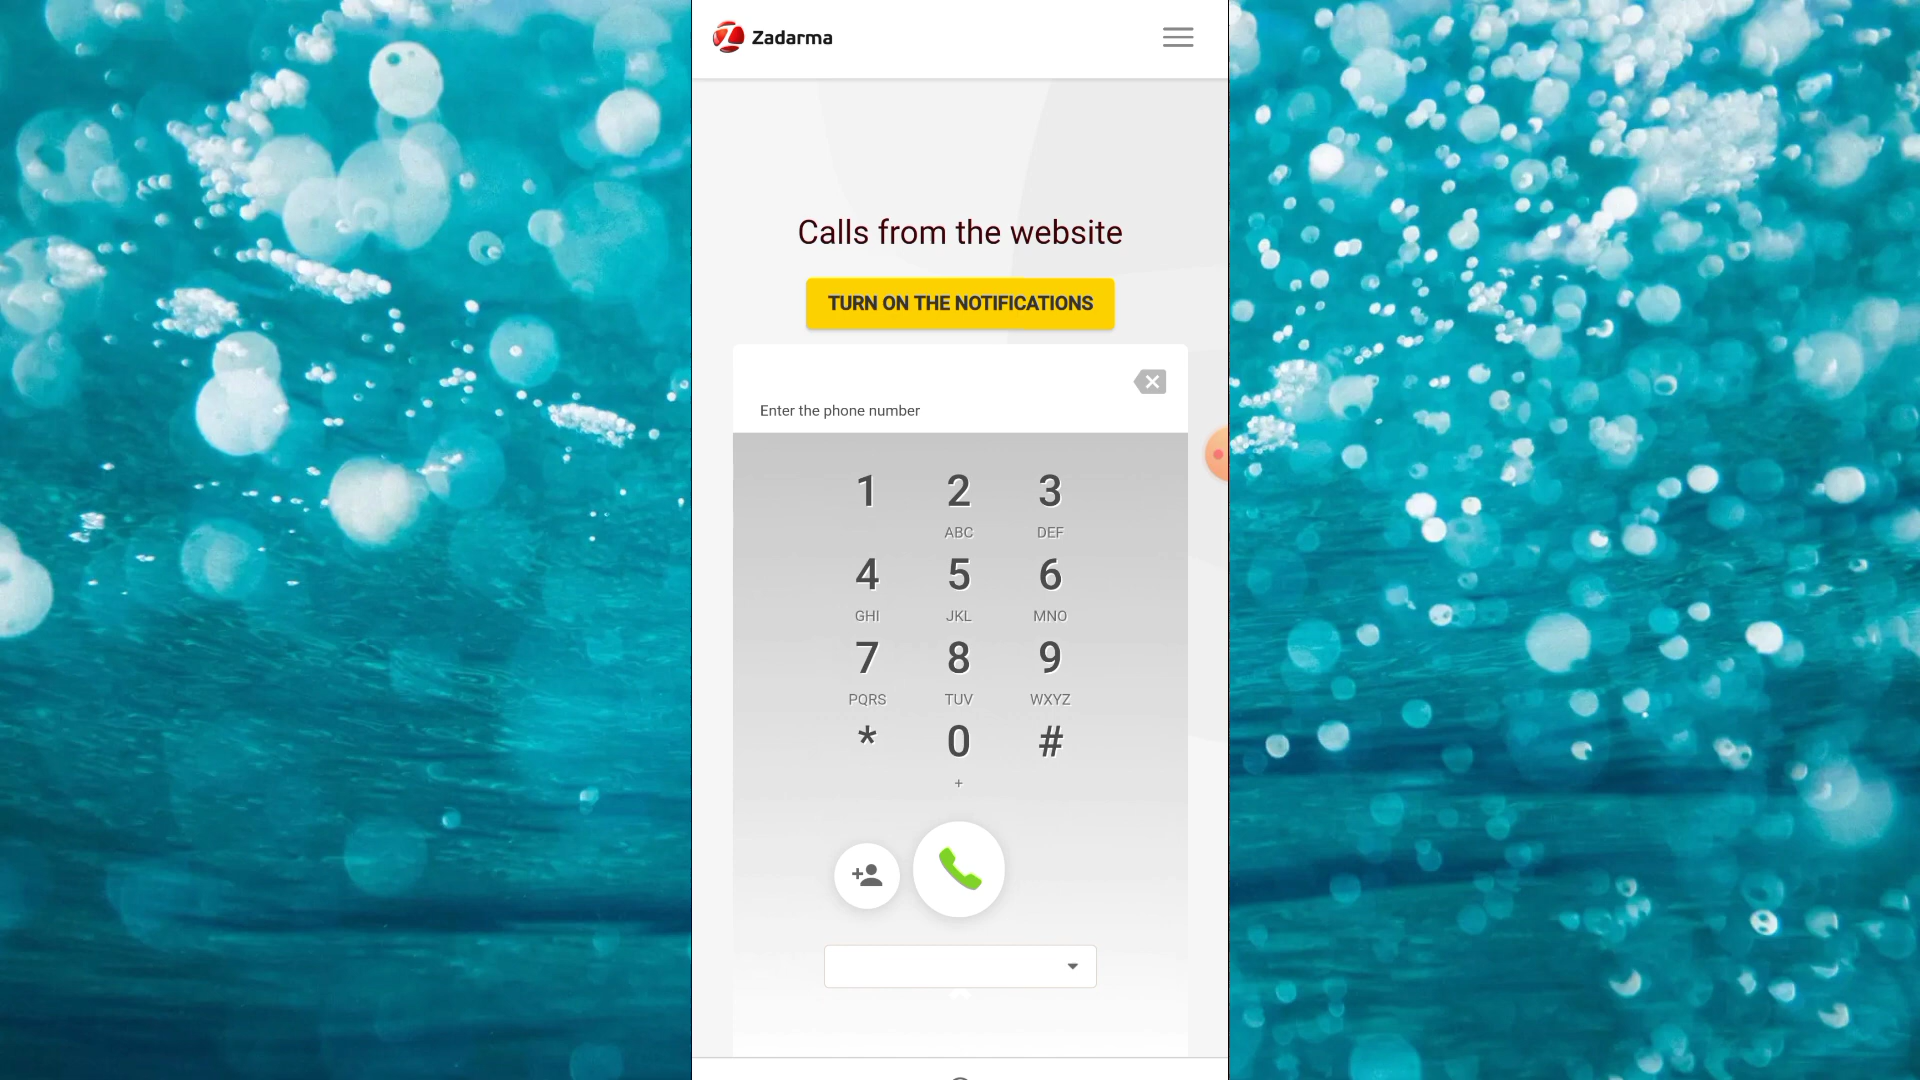 Zadarma
Calls from the website
TURN ON THE NOTIFICATIONS
Enter the phone number
1 2 3
ABC DEF
4 5 6
GHI JKL MNO
7 8 9
PQRS TUV WXYZ
* 0 #
+